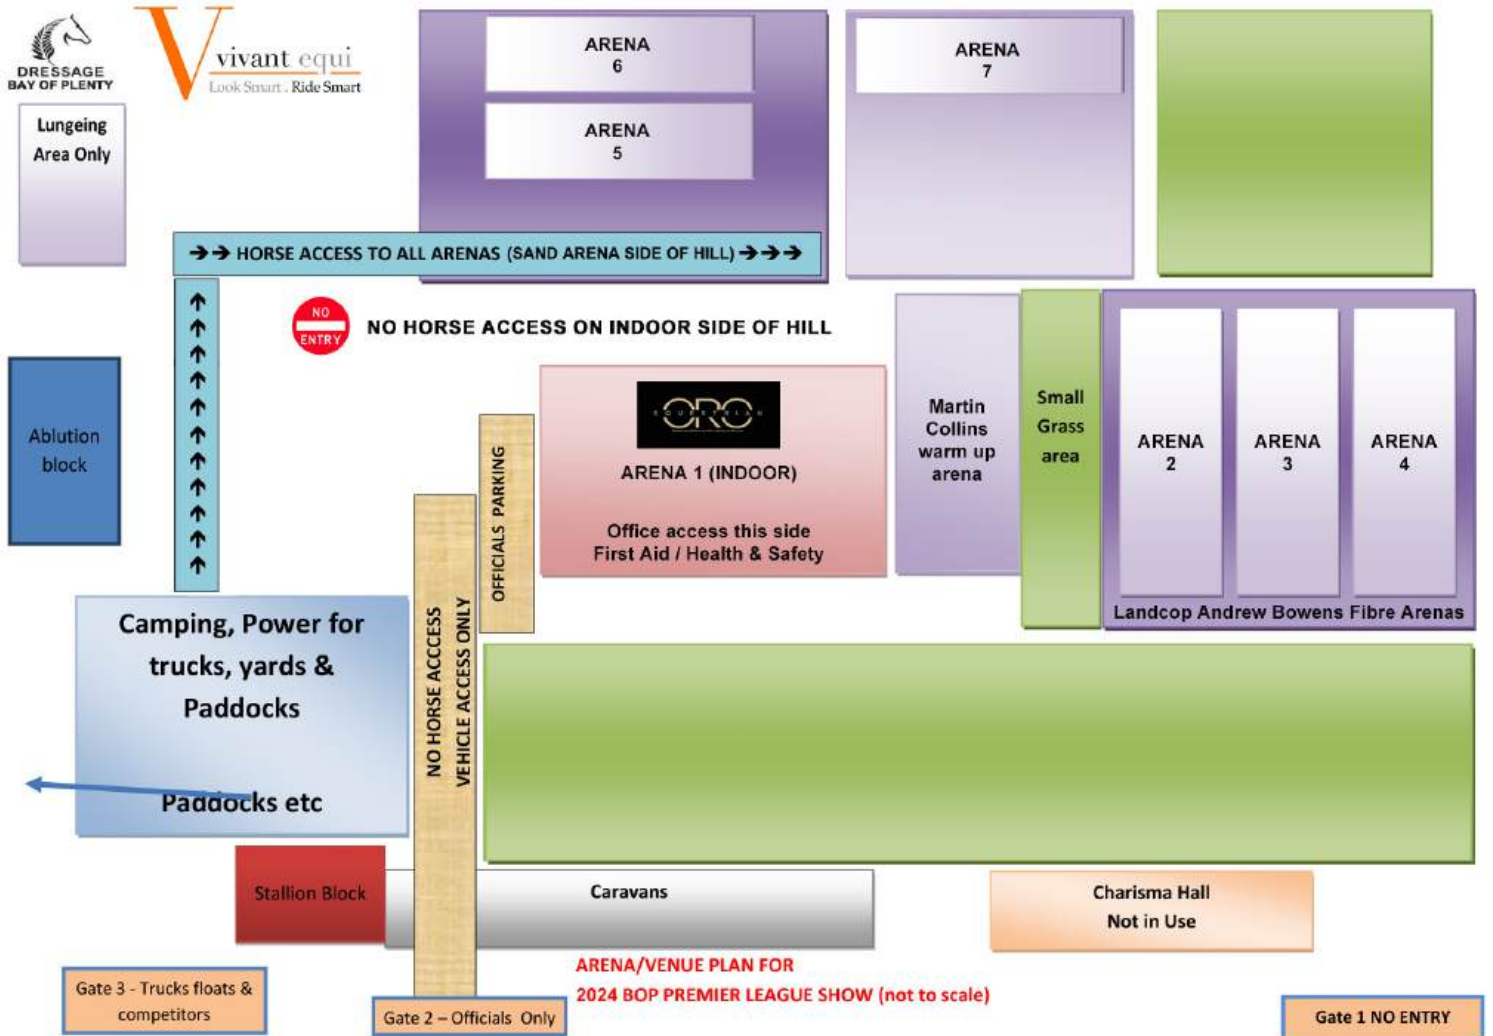 DRESSAGE
BAY OF PLENTY
vivant equi
Look Smart . Ride Smart
ARENA
6
ARENA
5
ARENA
7
Lungeing
Area Only
→→ HORSE ACCESS TO ALL ARENAS (SAND ARENA SIDE OF HILL) →→→
NO
ENTRY
NO HORSE ACCESS ON INDOOR SIDE OF HILL
Ablution
block
OFFICIALS PARKING
ORO
EQUESTRIAN
ARENA 1 (INDOOR)
Office access this side
First Aid / Health & Safety
Martin
Collins
warm up
arena
Small
Grass
area
ARENA
2
ARENA
3
ARENA
4
Landcop Andrew Bowens Fibre Arenas
Camping, Power for
trucks, yards &
Paddocks
Paddocks etc
NO HORSE ACCCESS
VEHICLE ACCESS ONLY
Stallion Block
Caravans
Charisma Hall
Not in Use
ARENA/VENUE PLAN FOR
2024 BOP PREMIER LEAGUE SHOW (not to scale)
Gate 3 - Trucks floats &
competitors
Gate 2 – Officials Only
Gate 1 NO ENTRY